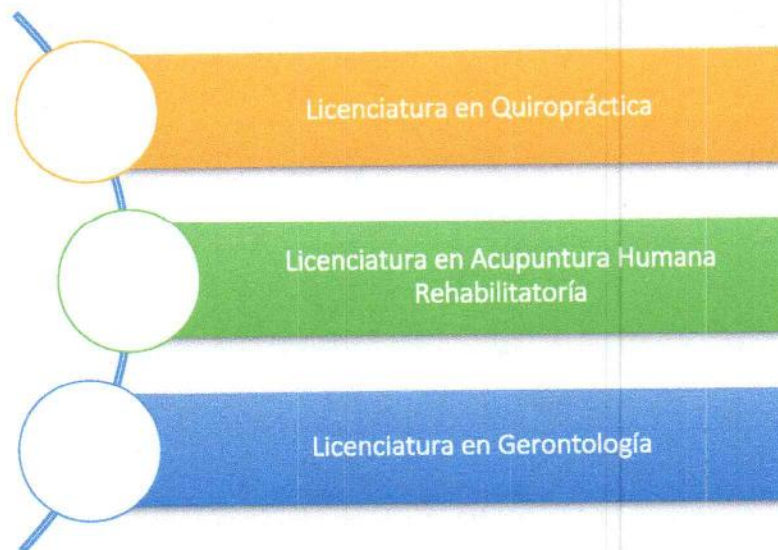 Licenciatura en Quiropráctica
Licenciatura en Acupuntura Humana
Rehabilitatoría
Licenciatura en Gerontología